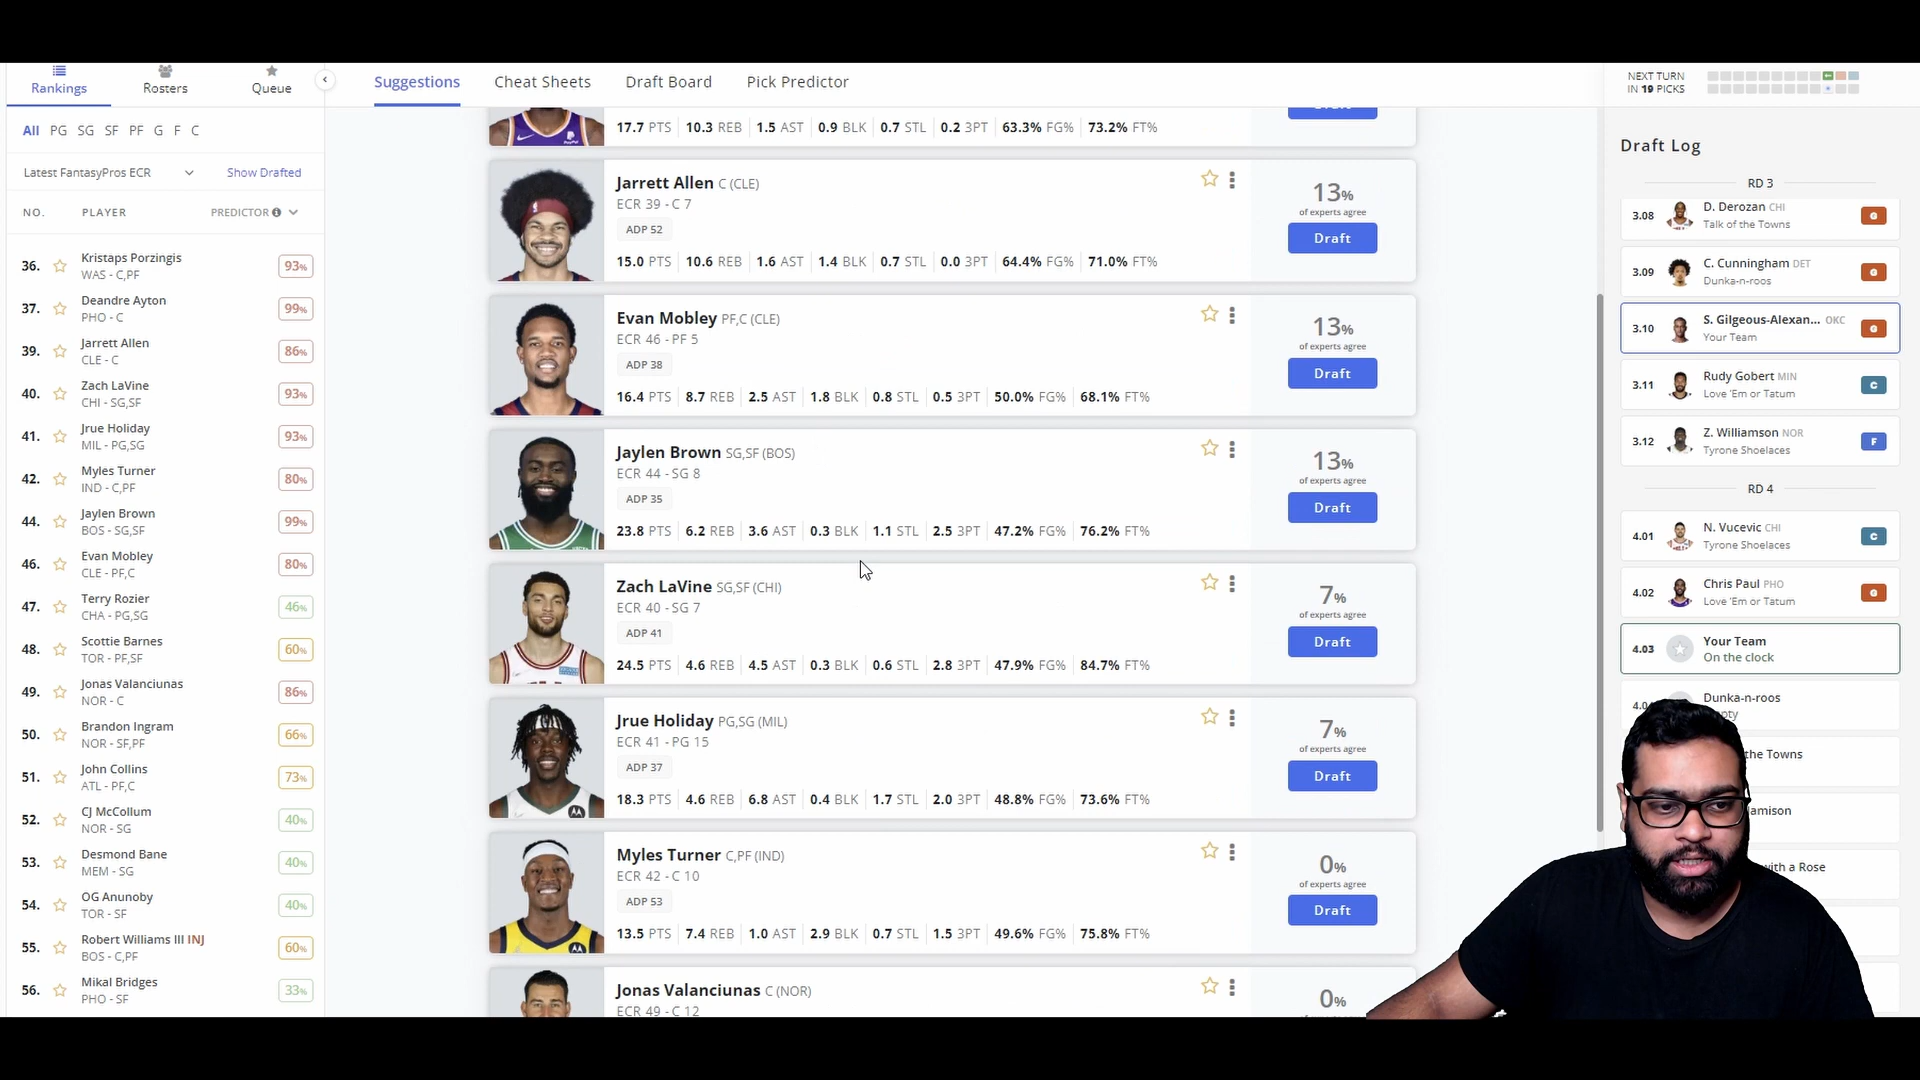 Rankings
Rosters
Queue
Suggestions
Cheat Sheets
Draft Board
Pick Predictor
All PG SG SF PF G F C
Latest FantasyPros ECR
Show Drafted
NO. PLAYER PREDICTOR
36. Kristaps Porzingis 93%
WAS - C,PF
37. Deandre Ayton 99%
PHO - C
39. Jarrett Allen 86%
CLE - C
40. Zach LaVine 93%
CHI - SG,SF
41. Jrue Holiday 93%
MIL - PG,SG
42. Myles Turner 80%
IND - C,PF
44. Jaylen Brown 99%
BOS - SG,SF
46. Evan Mobley 80%
CLE - PF,C
47. Terry Rozier 46%
CHA - PG,SG
48. Scottie Barnes 60%
TOR - PF,SF
49. Jonas Valanciunas 86%
NOR - C
50. Brandon Ingram 66%
NOR - SF,PF
51. John Collins 73%
ATL - PF,C
52. CJ McCollum 40%
NOR - SG
53. Desmond Bane 40%
MEM - SG
54. OG Anunoby 40%
TOR - SF
55. Robert Williams III INJ 60%
BOS - C,PF
56. Mikal Bridges 33%
PHO - SF
17.7 PTS 10.3 REB 1.5 AST 0.9 BLK 0.7 STL 0.2 3PT 63.3% FG% 73.2% FT%
Jarrett Allen C (CLE)
ECR 39 - C 7
ADP 52
15.0 PTS 10.6 REB 1.6 AST 1.4 BLK 0.7 STL 0.0 3PT 64.4% FG% 71.0% FT%
13%
of experts agree
Draft
Evan Mobley PF,C (CLE)
ECR 46 - PF 5
ADP 38
16.4 PTS 8.7 REB 2.5 AST 1.8 BLK 0.8 STL 0.5 3PT 50.0% FG% 68.1% FT%
13%
of experts agree
Draft
Jaylen Brown SG,SF (BOS)
ECR 44 - SG 8
ADP 35
23.8 PTS 6.2 REB 3.6 AST 0.3 BLK 1.1 STL 2.5 3PT 47.2% FG% 76.2% FT%
13%
of experts agree
Draft
Zach LaVine SG,SF (CHI)
ECR 40 - SG 7
ADP 41
24.5 PTS 4.6 REB 4.5 AST 0.3 BLK 0.6 STL 2.8 3PT 47.9% FG% 84.7% FT%
7%
of experts agree
Draft
Jrue Holiday PG,SG (MIL)
ECR 41 - PG 15
ADP 37
18.3 PTS 4.6 REB 6.8 AST 0.4 BLK 1.7 STL 2.0 3PT 48.8% FG% 73.6% FT%
7%
of experts agree
Draft
Myles Turner C,PF (IND)
ECR 42 - C 10
ADP 53
13.5 PTS 7.4 REB 1.0 AST 2.9 BLK 0.7 STL 1.5 3PT 49.6% FG% 75.8% FT%
0%
of experts agree
Draft
Jonas Valanciunas C (NOR)
ECR 49 - C 12
0%
NEXT TURN
IN 19 PICKS
Draft Log
RD 3
3.08 D. Derozan CHI G
Talk of the Towns
3.09 C. Cunningham DET G
Dunka-n-roos
3.10 S. Gilgeous-Alexan... OKC G
Your Team
3.11 Rudy Gobert MIN C
Love 'Em or Tatum
3.12 Z. Williamson NOR F
Tyrone Shoelaces
RD 4
4.01 N. Vucevic CHI C
Tyrone Shoelaces
4.02 Chris Paul PHO G
Love 'Em or Tatum
4.03 Your Team
On the clock
Dunka-n-roos
the Towns
with a Rose